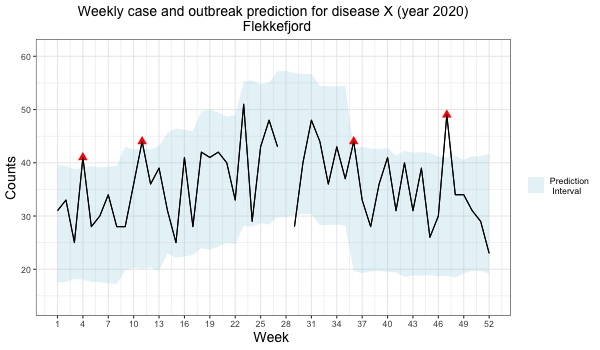 Weekly case and outbreak prediction for disease X (year 2020)
Flekkefjord
60
50
40
30
20
Counts
1 4 7 10 13 16 19 22 25 28 31 34 37 40 43 46 49 52
Week
Prediction
Interval